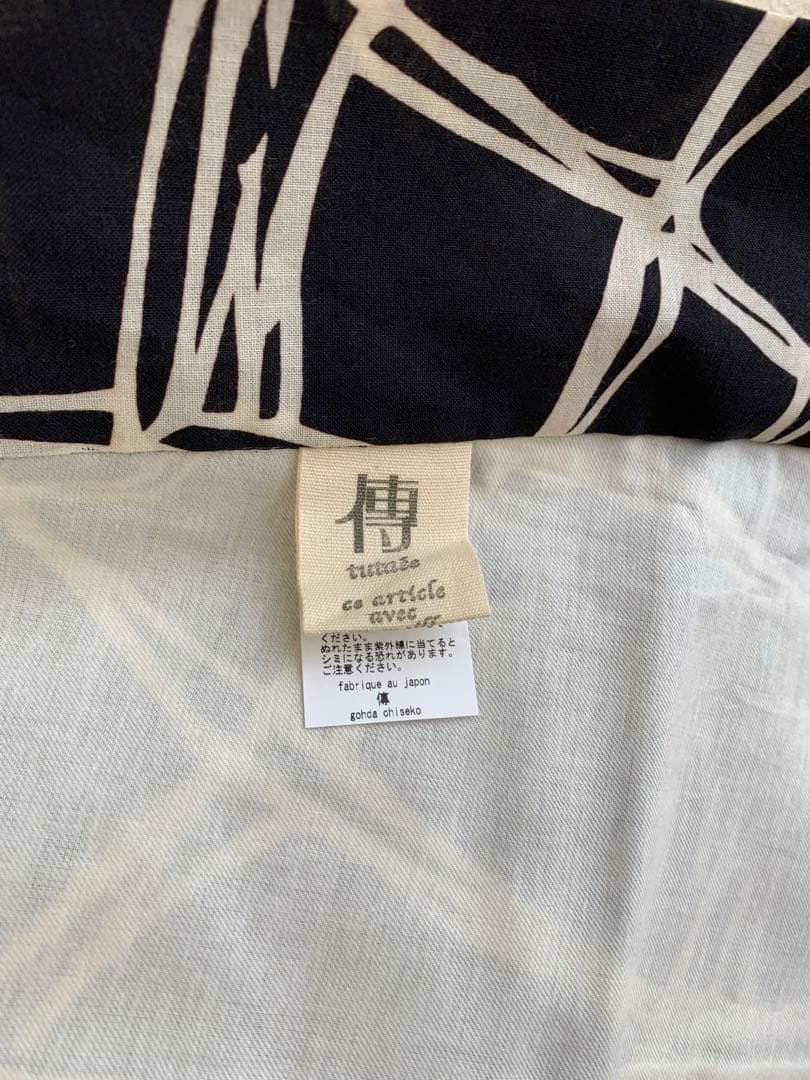 傳
tutaée
ce article
avec
ください。
ぬれたまま紫外線に当てると
シミになる恐れがあります。
ご注意ください。
fabrique au japon
傳
gohda chiseko